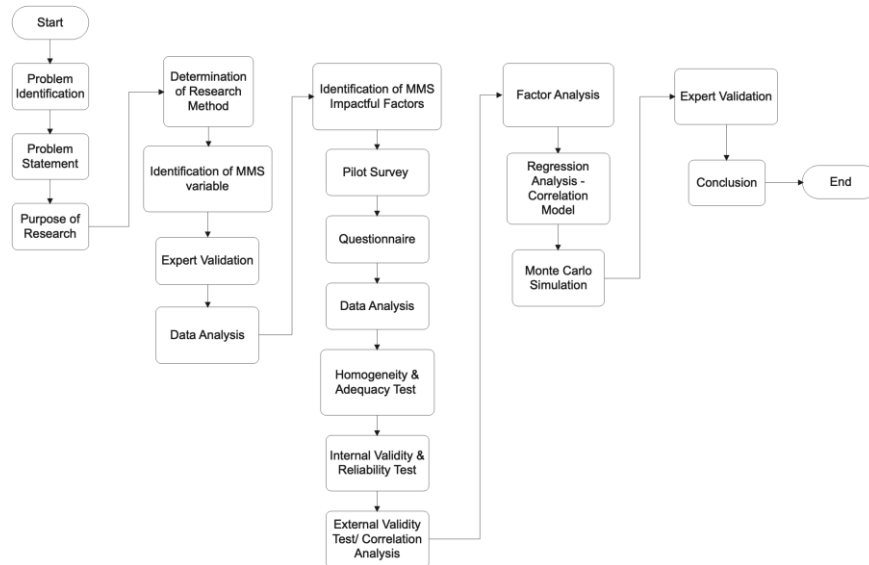 Start
Problem
Identification
Problem
Statement
Purpose of
Research
Determination
of Research
Method
Identification of MMS
variable
Expert Validation
Data Analysis
Identification of MMS
Impactful Factors
Pilot Survey
Questionnaire
Data Analysis
Homogeneity &
Adequacy Test
Internal Validity &
Reliability Test
External Validity
Test/ Correlation
Analysis
Factor Analysis
Regression
Analysis -
Correlation
Model
Monte Carlo
Simulation
Expert Validation
Conclusion
End